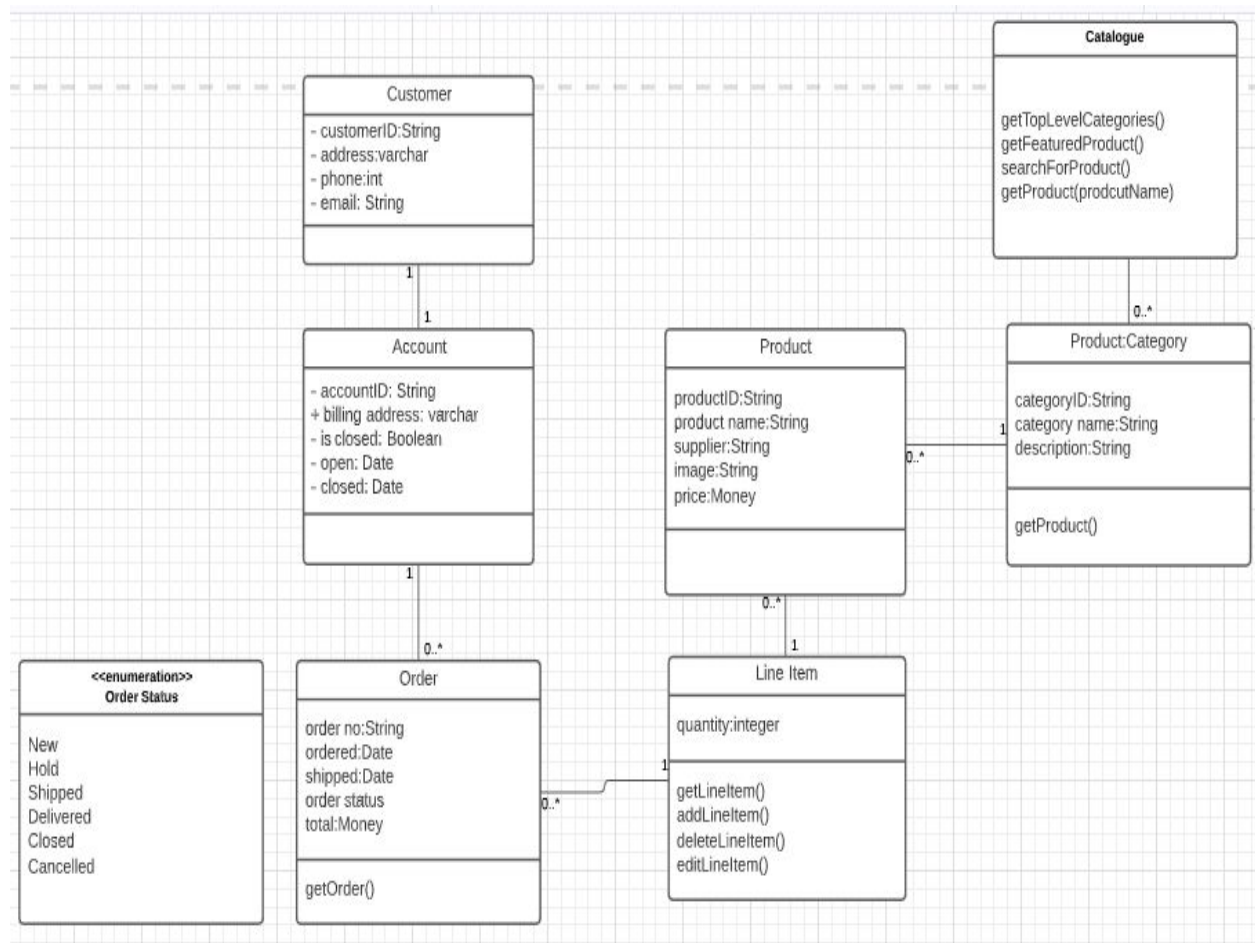 Catalogue
getTopLevelCategories()
getFeaturedProduct()
searchForProduct()
getProduct(prodcutName)
0..*
Customer
- customerID:String
- address:varchar
- phone:int
- email: String
1
1
Account
- accountID: String
+ billing address: varchar
- is closed: Boolean
- open: Date
- closed: Date
1
0..*
Product
productID:String
product name:String
supplier:String
image:String
price:Money
0..*
1
Product:Category
categoryID:String
category name:String
description:String
getProduct()
0..*
1
<<enumeration>>
Order Status
New
Hold
Shipped
Delivered
Closed
Cancelled
Order
order no:String
ordered:Date
shipped:Date
order status
total:Money
getOrder()
0..*
1
Line Item
quantity:integer
getLineItem()
addLineItem()
deleteLineItem()
editLineItem()